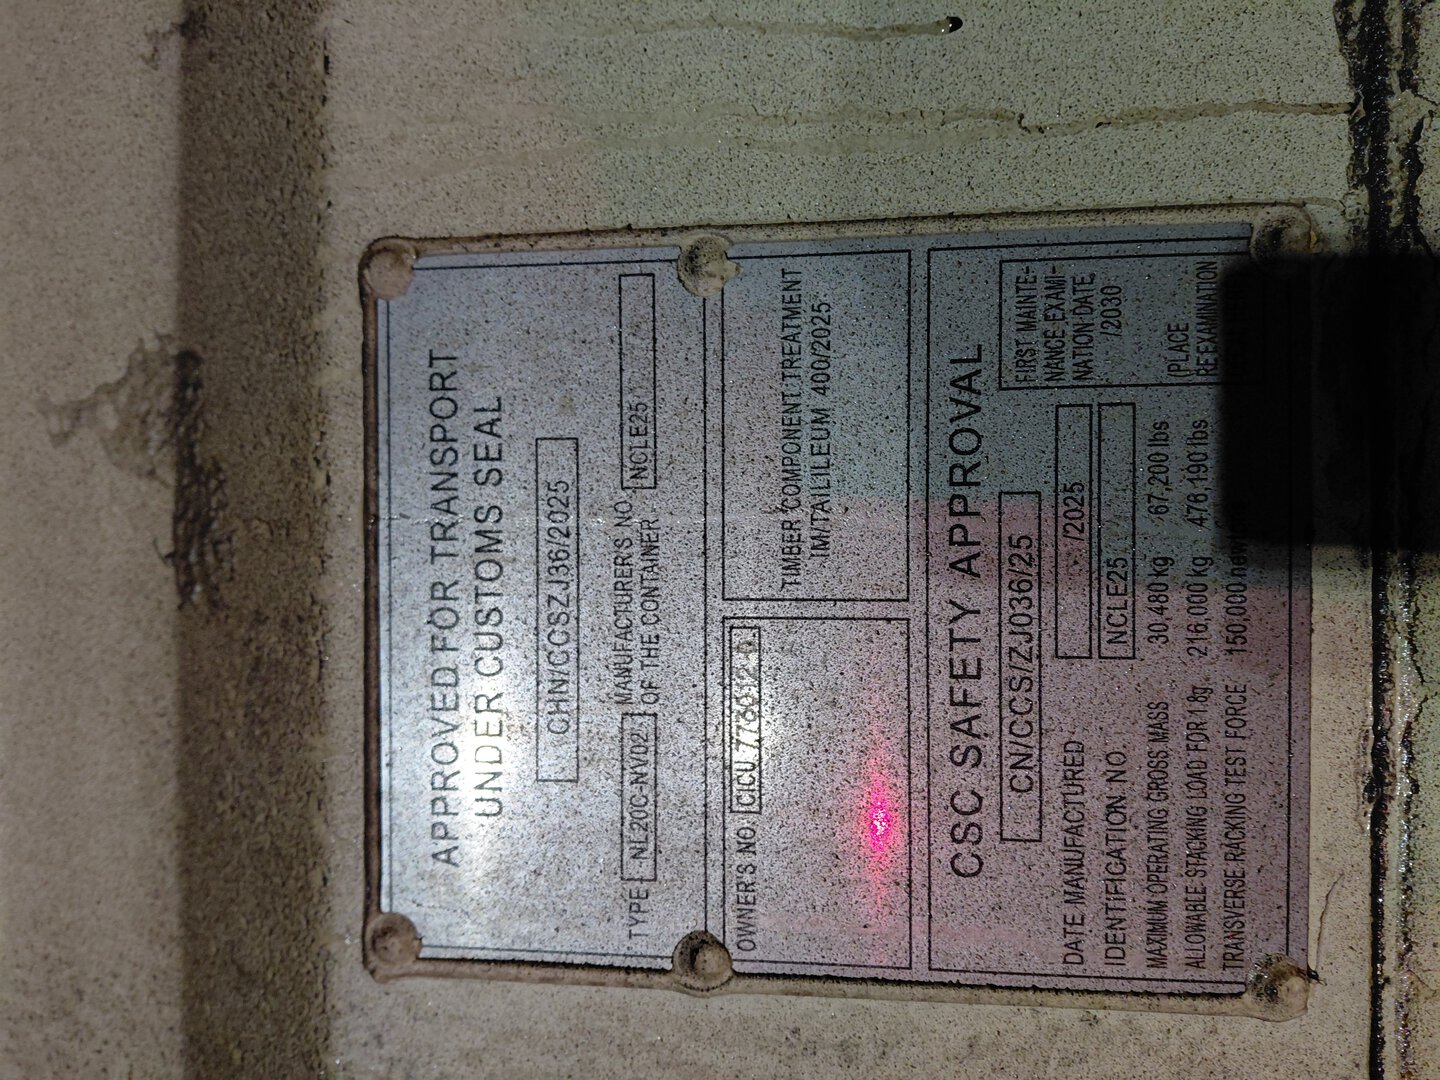 APPROVED FOR TRANSPORT
UNDER CUSTOMS SEAL
CHN/CCSZJ36/2025
TYPE NL20C-NV02 MANUFACTURER'S NO. OF THE CONTAINER NCLE25
OWNER'S NO. CICU 776012
TIMBER COMPONENT TREATMENT
IM/TAILILEUM 400/2025
CSC SAFETY APPROVAL
CN/CCS/ZJ036/25
DATE MANUFACTURED /2025
IDENTIFICATION NO. NCLE25
MAXIMUM OPERATING GROSS MASS 30,480 kg 67,200 lbs
ALLOWABLE STACKING LOAD FOR 1.8g 216,000 kg 476,190 lbs
TRANSVERSE RACKING TEST FORCE 150,000
FIRST MAINTE-
NANCE EXAMI-
NATION DATE
/2030
(PLACE
REEXAMINATION